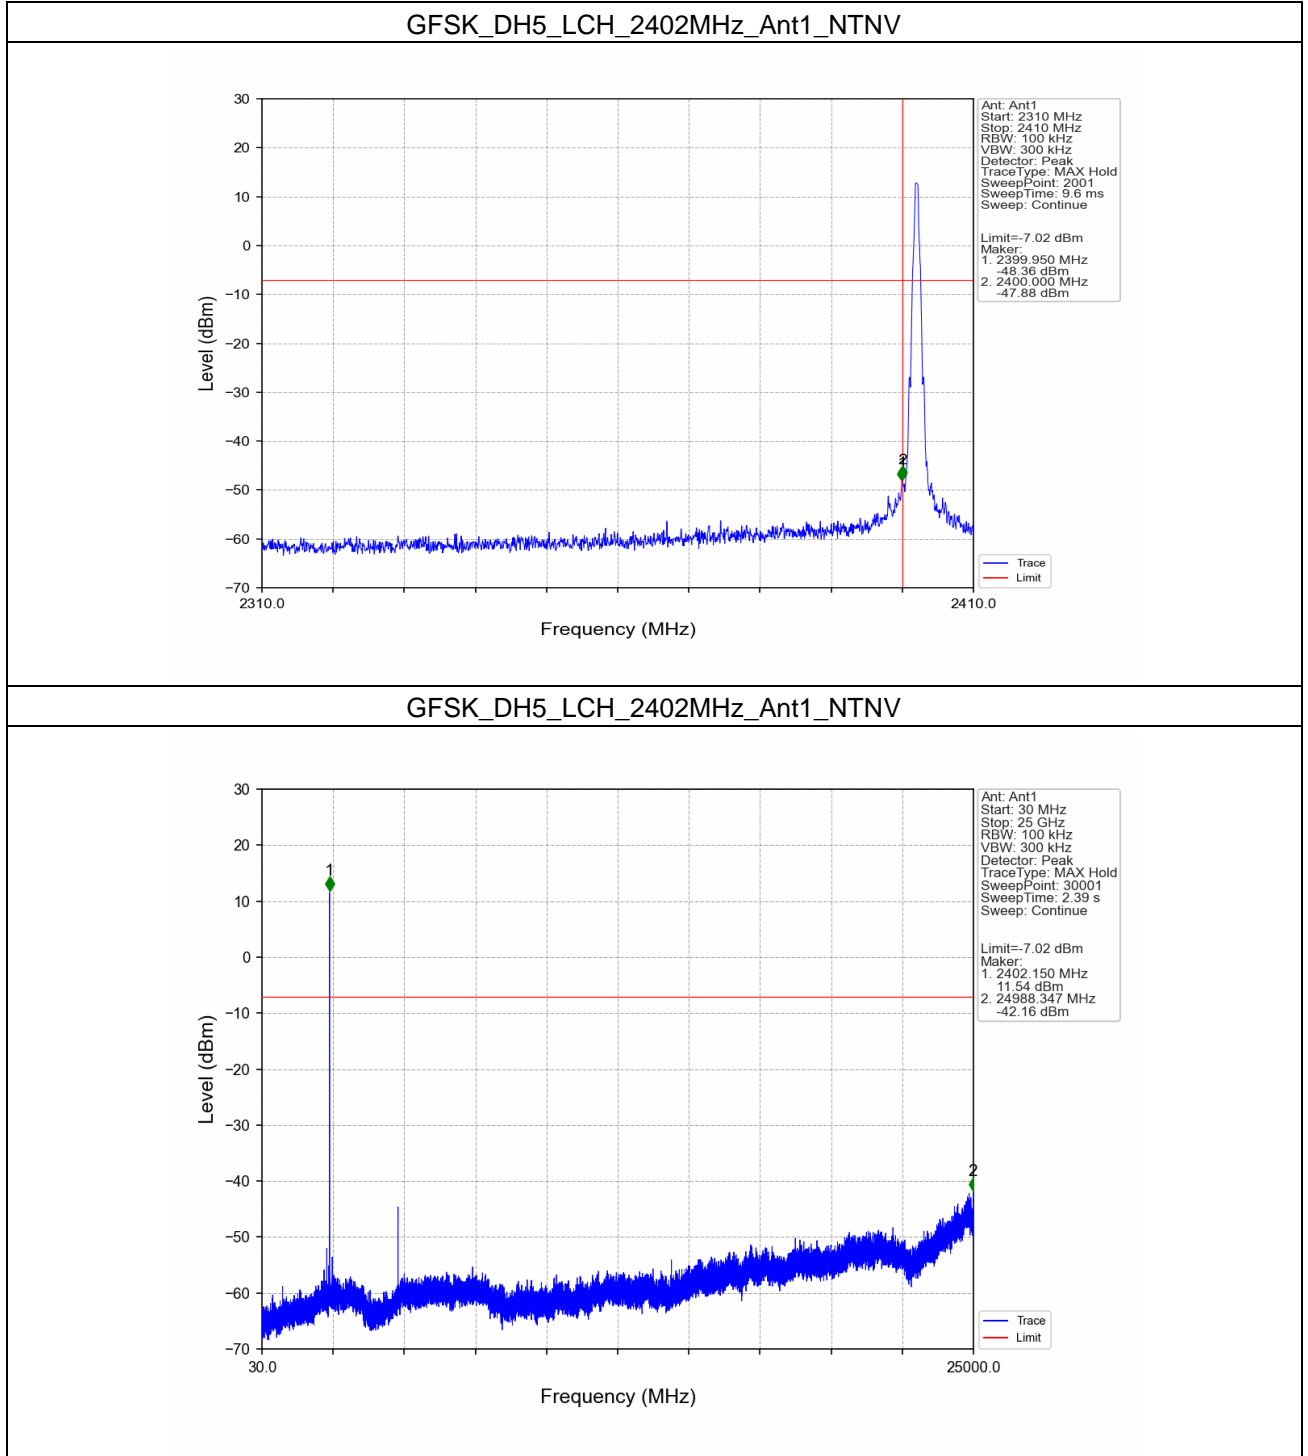 GFSK_DH5_LCH_2402MHz_Ant1_NTNV
30
20
10
0
−10
−20
−30
−40
−50
−60
−70
Level (dBm)
2310.0
2410.0
Frequency (MHz)
2
Ant: Ant1
Start: 2310 MHz
Stop: 2410 MHz
RBW: 100 kHz
VBW: 300 kHz
Detector: Peak
TraceType: MAX Hold
SweepPoint: 2001
SweepTime: 9.6 ms
Sweep: Continue
Limit=-7.02 dBm
Maker:
1. 2399.950 MHz
-48.36 dBm
2. 2400.000 MHz
-47.88 dBm
Trace
Limit
GFSK_DH5_LCH_2402MHz_Ant1_NTNV
30
20
10
0
−10
−20
−30
−40
−50
−60
−70
Level (dBm)
30.0
25000.0
Frequency (MHz)
1
2
Ant: Ant1
Start: 30 MHz
Stop: 25 GHz
RBW: 100 kHz
VBW: 300 kHz
Detector: Peak
TraceType: MAX Hold
SweepPoint: 30001
SweepTime: 2.39 s
Sweep: Continue
Limit=-7.02 dBm
Maker:
1. 2402.150 MHz
11.54 dBm
2. 24988.347 MHz
-42.16 dBm
Trace
Limit